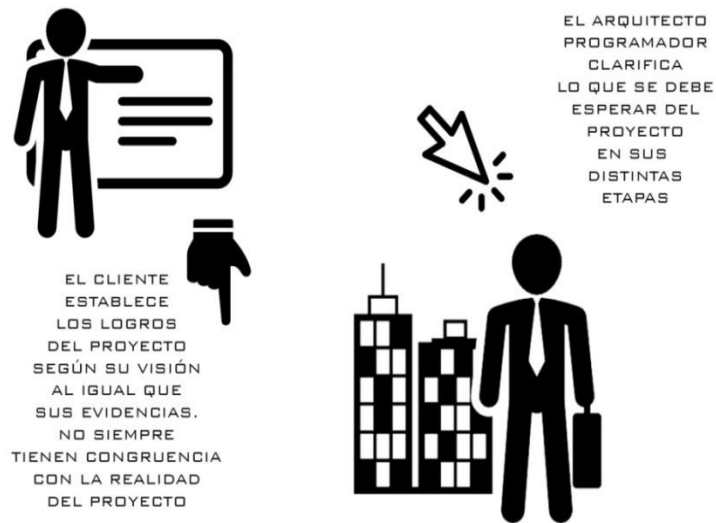 EL ARQUITECTO
PROGRAMADOR
CLARIFICA
LO QUE SE DEBE
ESPERAR DEL
PROYECTO
EN SUS
DISTINTAS
ETAPAS
EL CLIENTE
ESTABLECE
LOS LOGROS
DEL PROYECTO
SEGÚN SU VISIÓN
AL IGUAL QUE
SUS EVIDENCIAS.
NO SIEMPRE
TIENEN CONGRUENCIA
CON LA REALIDAD
DEL PROYECTO